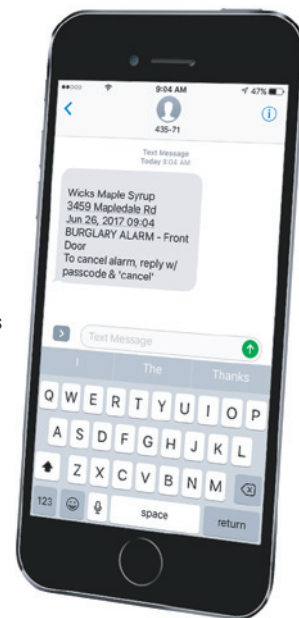 9:04 AM
47%
435-71
Text Message
Today 9:04 AM
Wicks Maple Syrup
3459 Mapledale Rd
Jun 26, 2017 09:04
BURGLARY ALARM - Front
Door
To cancel alarm, reply w/
passcode & 'cancel'
s
Text Message
I The Thanks
Q W E R T Y U I O P
A S D F G H J K L
Z X C V B N M
123 space return